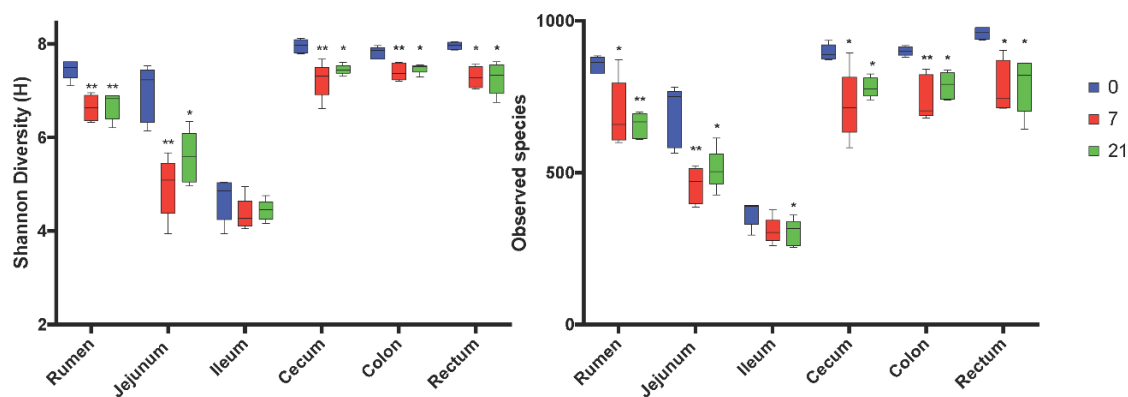 Shannon Diversity (H)
8
6
4
2
** **
** *
** *
** *
* *
Rumen
Jejunum
Ileum
Cecum
Colon
Rectum
Observed species
1000
500
0
* **
** *
*
* *
** *
* *
Rumen
Jejunum
Ileum
Cecum
Colon
Rectum
0
7
21